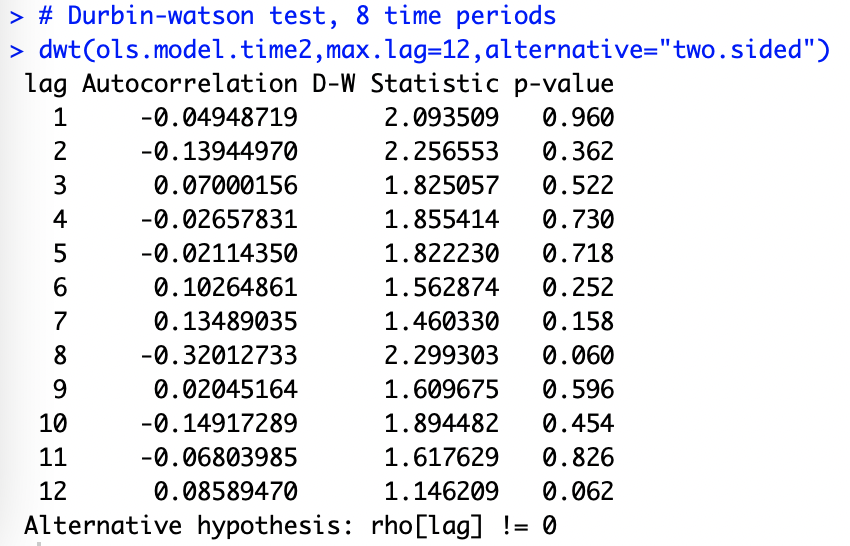 > # Durbin-watson test, 8 time periods
> dwt(ols.model.time2,max.lag=12,alternative="two.sided")
lag Autocorrelation D-W Statistic p-value
1 -0.04948719 2.093509 0.960
2 -0.13944970 2.256553 0.362
3 0.07000156 1.825057 0.522
4 -0.02657831 1.855414 0.730
5 -0.02114350 1.822230 0.718
6 0.10264861 1.562874 0.252
7 0.13489035 1.460330 0.158
8 -0.32012733 2.299303 0.060
9 0.02045164 1.609675 0.596
10 -0.14917289 1.894482 0.454
11 -0.06803985 1.617629 0.826
12 0.08589470 1.146209 0.062
Alternative hypothesis: rho[lag] != 0